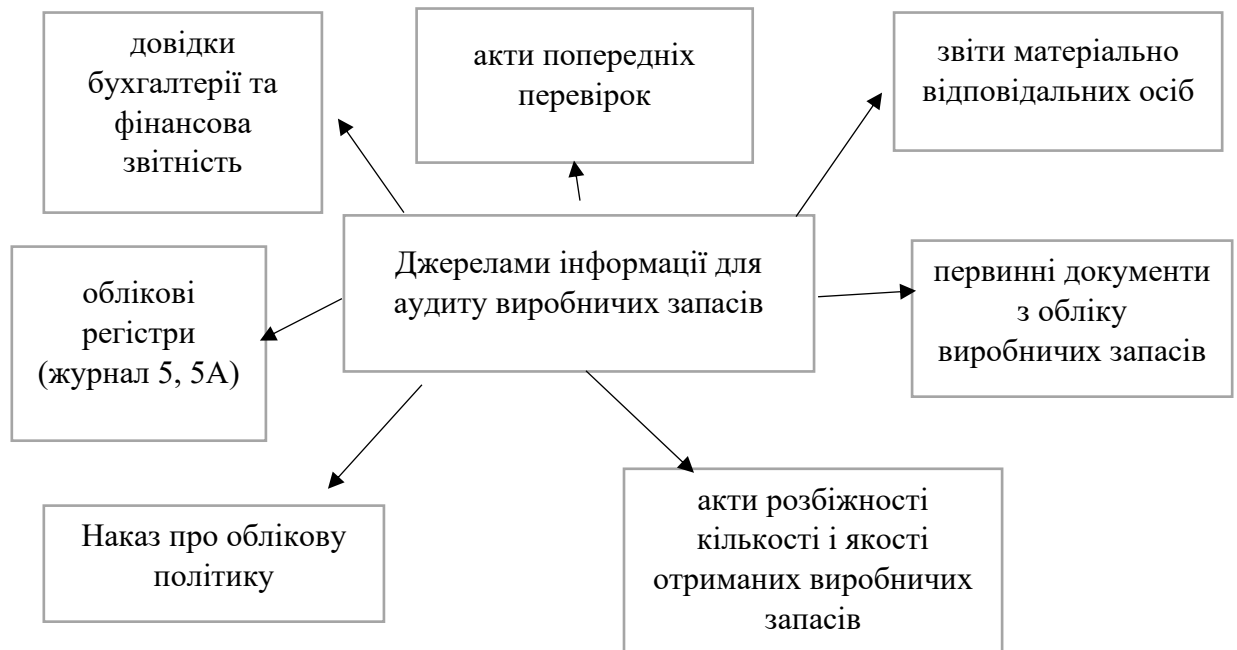 довідки
бухгалтерії та
фінансова
звітність
акти попередніх
перевірок
звіти матеріально
відповідальних осіб
облікові
регістри
(журнал 5, 5А)
Джерелами інформації для
аудиту виробничих запасів
первинні документи
з обліку
виробничих запасів
Наказ про облікову
політику
акти розбіжності
кількості і якості
отриманих виробничих
запасів